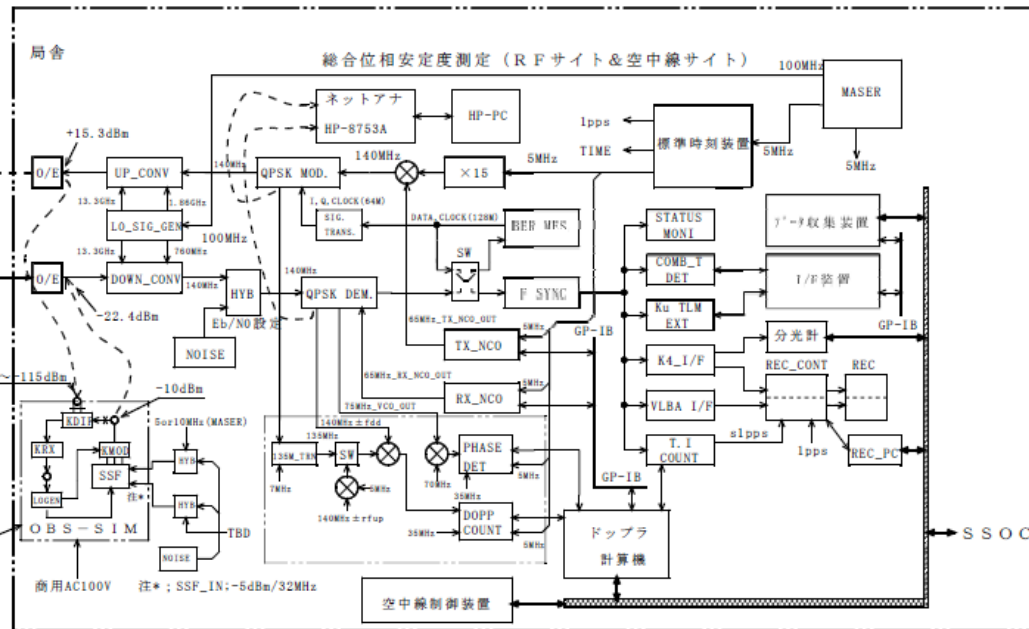 局舎
総合位相安定度測定(RFサイト&空中線サイト)
100MHz
MASER
ネットアナ
HP-8753A
HP-PC
1pps
TIME
標準時刻装置
5MHz
5MHz
+15.3dBm
O/E
UP_CONV
140MHz
QPSK MOD.
140MHz
×15
5MHz
13.3GHz
1.86GHz
I,Q,CLOCK(64M)
LO_SIG_GEN
100MHz
SIG.
TRANS.
DATA,CLOCK(128M)
BER MES
STATUS
MONI
データ収集装置
13.3GHz
760MHz
SW
COMB_T
DET
I/F装置
O/E
DOWN_CONV
140MHz
HYB
140MHz
QPSK DEM.
F SYNC
Ku TLM
EXT
GP-IB
-22.4dBm
Eb/N0設定
65MHz_TX_NCO_OUT
5MHz
分光計
NOISE
TX_NCO
K4_I/F
REC_CONT
REC
~-115dBm
-10dBm
65MHz_RX_NCO_OUT
5MHz
RX_NCO
75MHz_VCO_OUT
VLBA I/F
KDIP
5or10MHz(MASER)
140MHz±fdd
s1pps
KRX
KMOD
HYB
135MHz
135M_TRN
SW
PHASE
DET
T.I
COUNT
1pps
REC_PC
SSF
7MHz
5MHz
70MHz
35MHz
5MHz
GP-IB
LOGEN
注*
HYB
140MHz±rfup
DOPP
COUNT
35MHz
5MHz
ドップラ
計算機
SSOC
OBS-SIM
TBD
NOISE
商用AC100V
注*;SSF_IN;-5dBm/32MHz
空中線制御装置